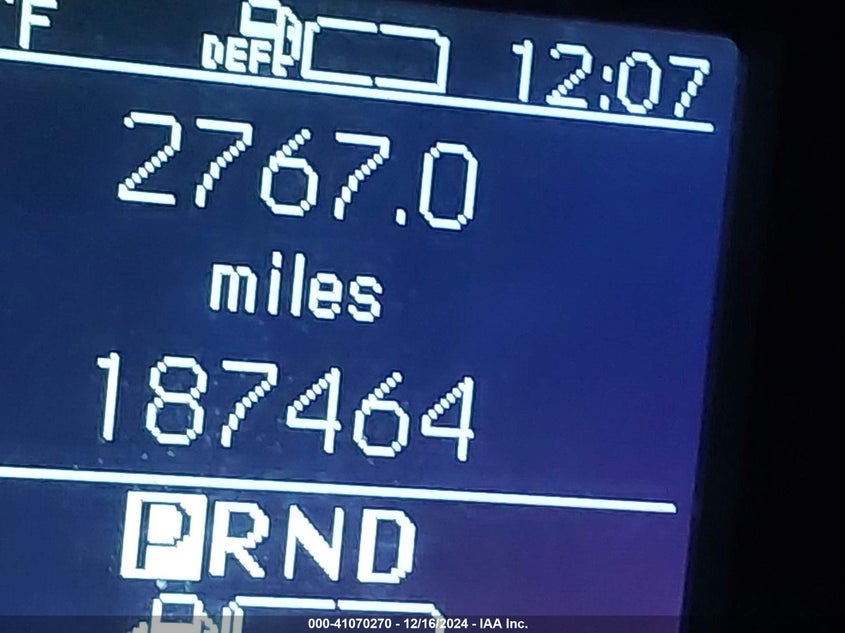 °F DEF 12:07
2767.0
miles
187464
PRND
000-41070270 - 12/16/2024 - IAA Inc.